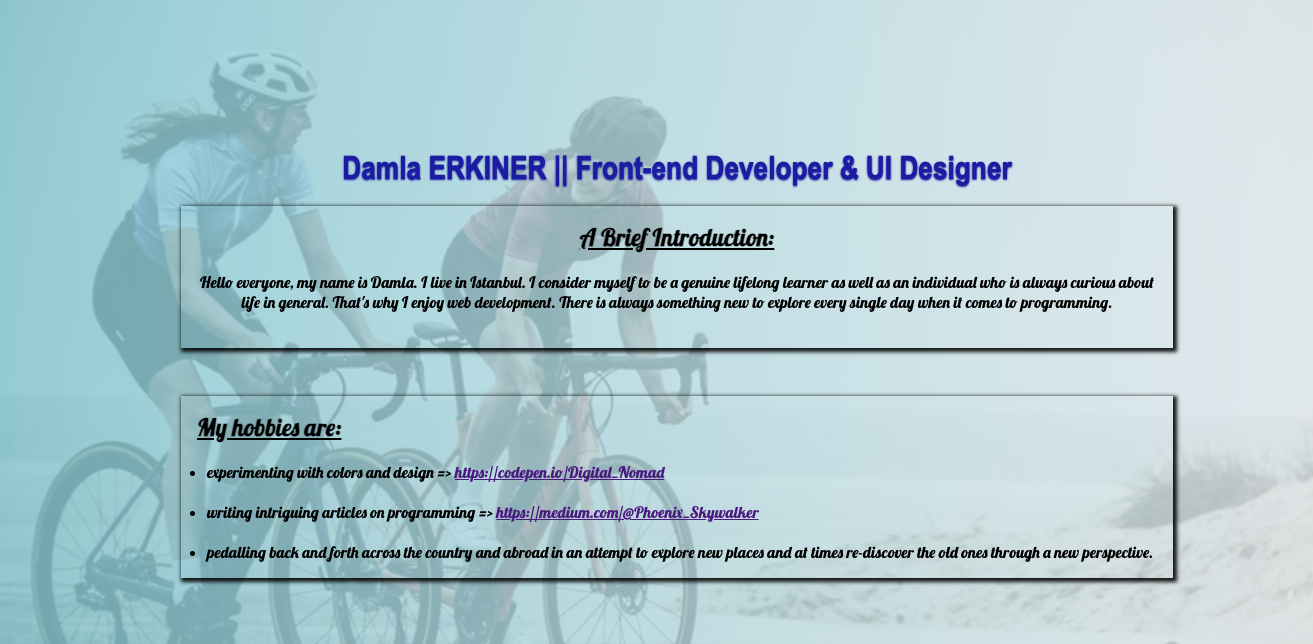 Damla ERKINER || Front-end Developer & UI Designer
A Brief Introduction:
Hello everyone, my name is Damla. I live in Istanbul. I consider myself to be a genuine lifelong learner as well as an individual who is always curious about
life in general. That's why I enjoy web development. There is always something new to explore every single day when it comes to programming.
My hobbies are:
• experimenting with colors and design => https://codepen.io/Digital_Nomad
• writing intriguing articles on programming => https://medium.com/@Phoenix_Skywalker
• pedalling back and forth across the country and abroad in an attempt to explore new places and at times re-discover the old ones through a new perspective.